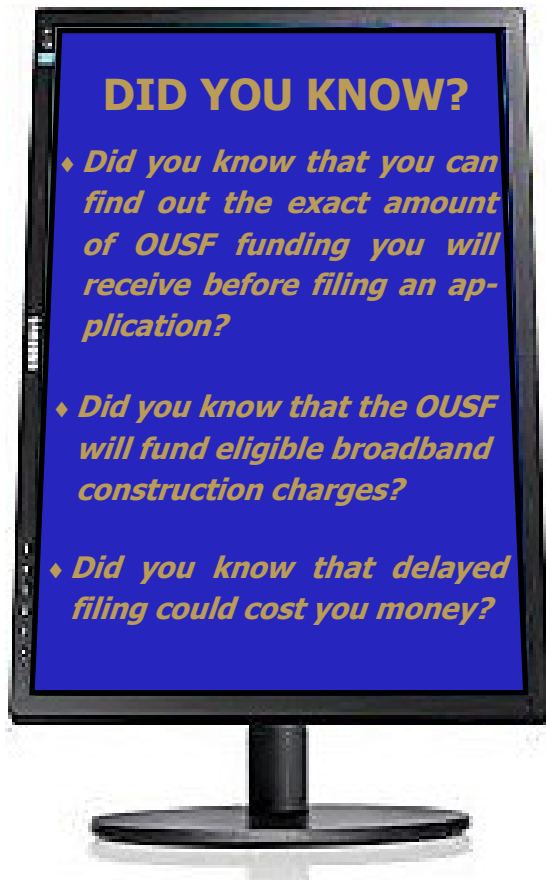 DID YOU KNOW?
♦ Did you know that you can
find out the exact amount
of OUSF funding you will
receive before filing an ap-
plication?
♦ Did you know that the OUSF
will fund eligible broadband
construction charges?
♦ Did you know that delayed
filing could cost you money?